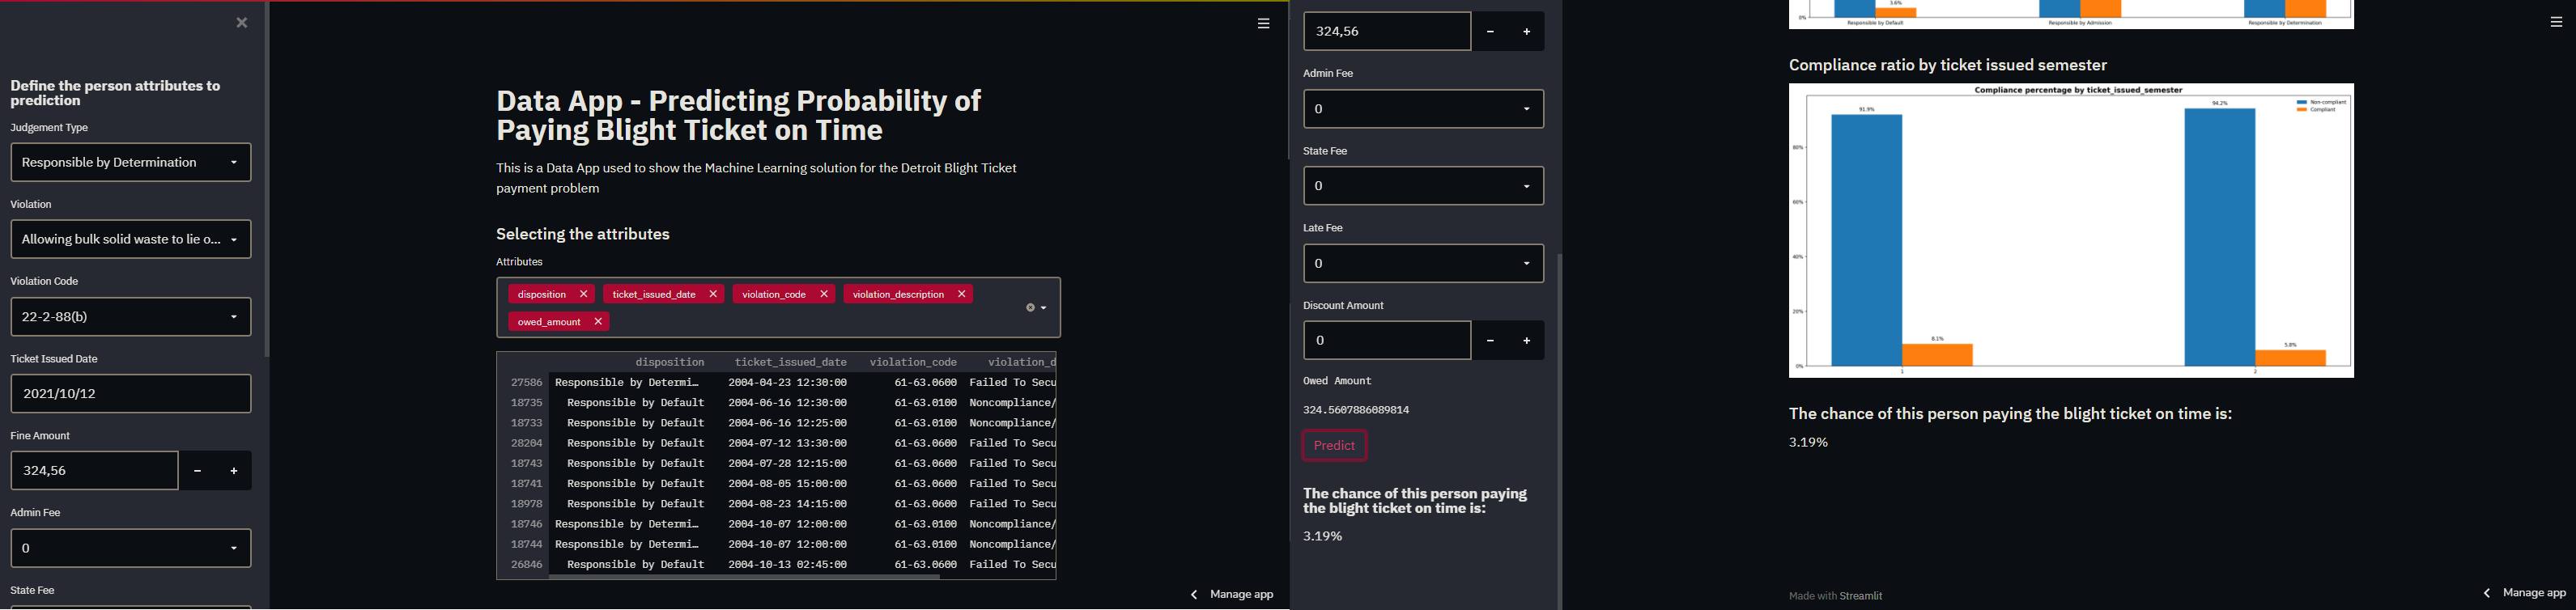 Define the person attributes to
prediction
Judgement Type
Responsible by Determination
Violation
Allowing bulk solid waste to lie o...
Violation Code
22-2-88(b)
Ticket Issued Date
2021/10/12
Fine Amount
324,56
Admin Fee
0
State Fee
Data App - Predicting Probability of
Paying Blight Ticket on Time
This is a Data App used to show the Machine Learning solution for the Detroit Blight Ticket
payment problem
Selecting the attributes
Attributes
disposition ticket_issued_date violation_code violation_description
owed_amount
disposition ticket_issued_date violation_code violation_d
27586 Responsible by Determi… 2004-04-23 12:30:00 61-63.0600 Failed To Secu
18735 Responsible by Default 2004-06-16 12:30:00 61-63.0100 Noncompliance/
18733 Responsible by Default 2004-06-16 12:25:00 61-63.0100 Noncompliance/
28204 Responsible by Default 2004-07-12 13:30:00 61-63.0600 Failed To Secu
18743 Responsible by Default 2004-07-28 12:15:00 61-63.0600 Failed To Secu
18741 Responsible by Default 2004-08-05 15:00:00 61-63.0600 Failed To Secu
18978 Responsible by Default 2004-08-23 14:15:00 61-63.0600 Failed To Secu
18746 Responsible by Determi… 2004-10-07 12:00:00 61-63.0100 Noncompliance/
18744 Responsible by Determi… 2004-10-07 12:00:00 61-63.0100 Noncompliance/
26846 Responsible by Default 2004-10-13 02:45:00 61-63.0600 Failed To Secu
Manage app
324,56
Admin Fee
0
State Fee
0
Late Fee
0
Discount Amount
0
Owed Amount
324.5607886089814
Predict
The chance of this person paying
the blight ticket on time is:
3.19%
3.6%
0%
Responsible by Default Responsible by Admission Responsible by Determination
Compliance ratio by ticket issued semester
Compliance percentage by ticket_issued_semester
Non-compliant
Compliant
91.9%
94.2%
80%
60%
40%
20%
8.1%
5.8%
0%
1 2
The chance of this person paying the blight ticket on time is:
3.19%
Made with Streamlit
Manage app